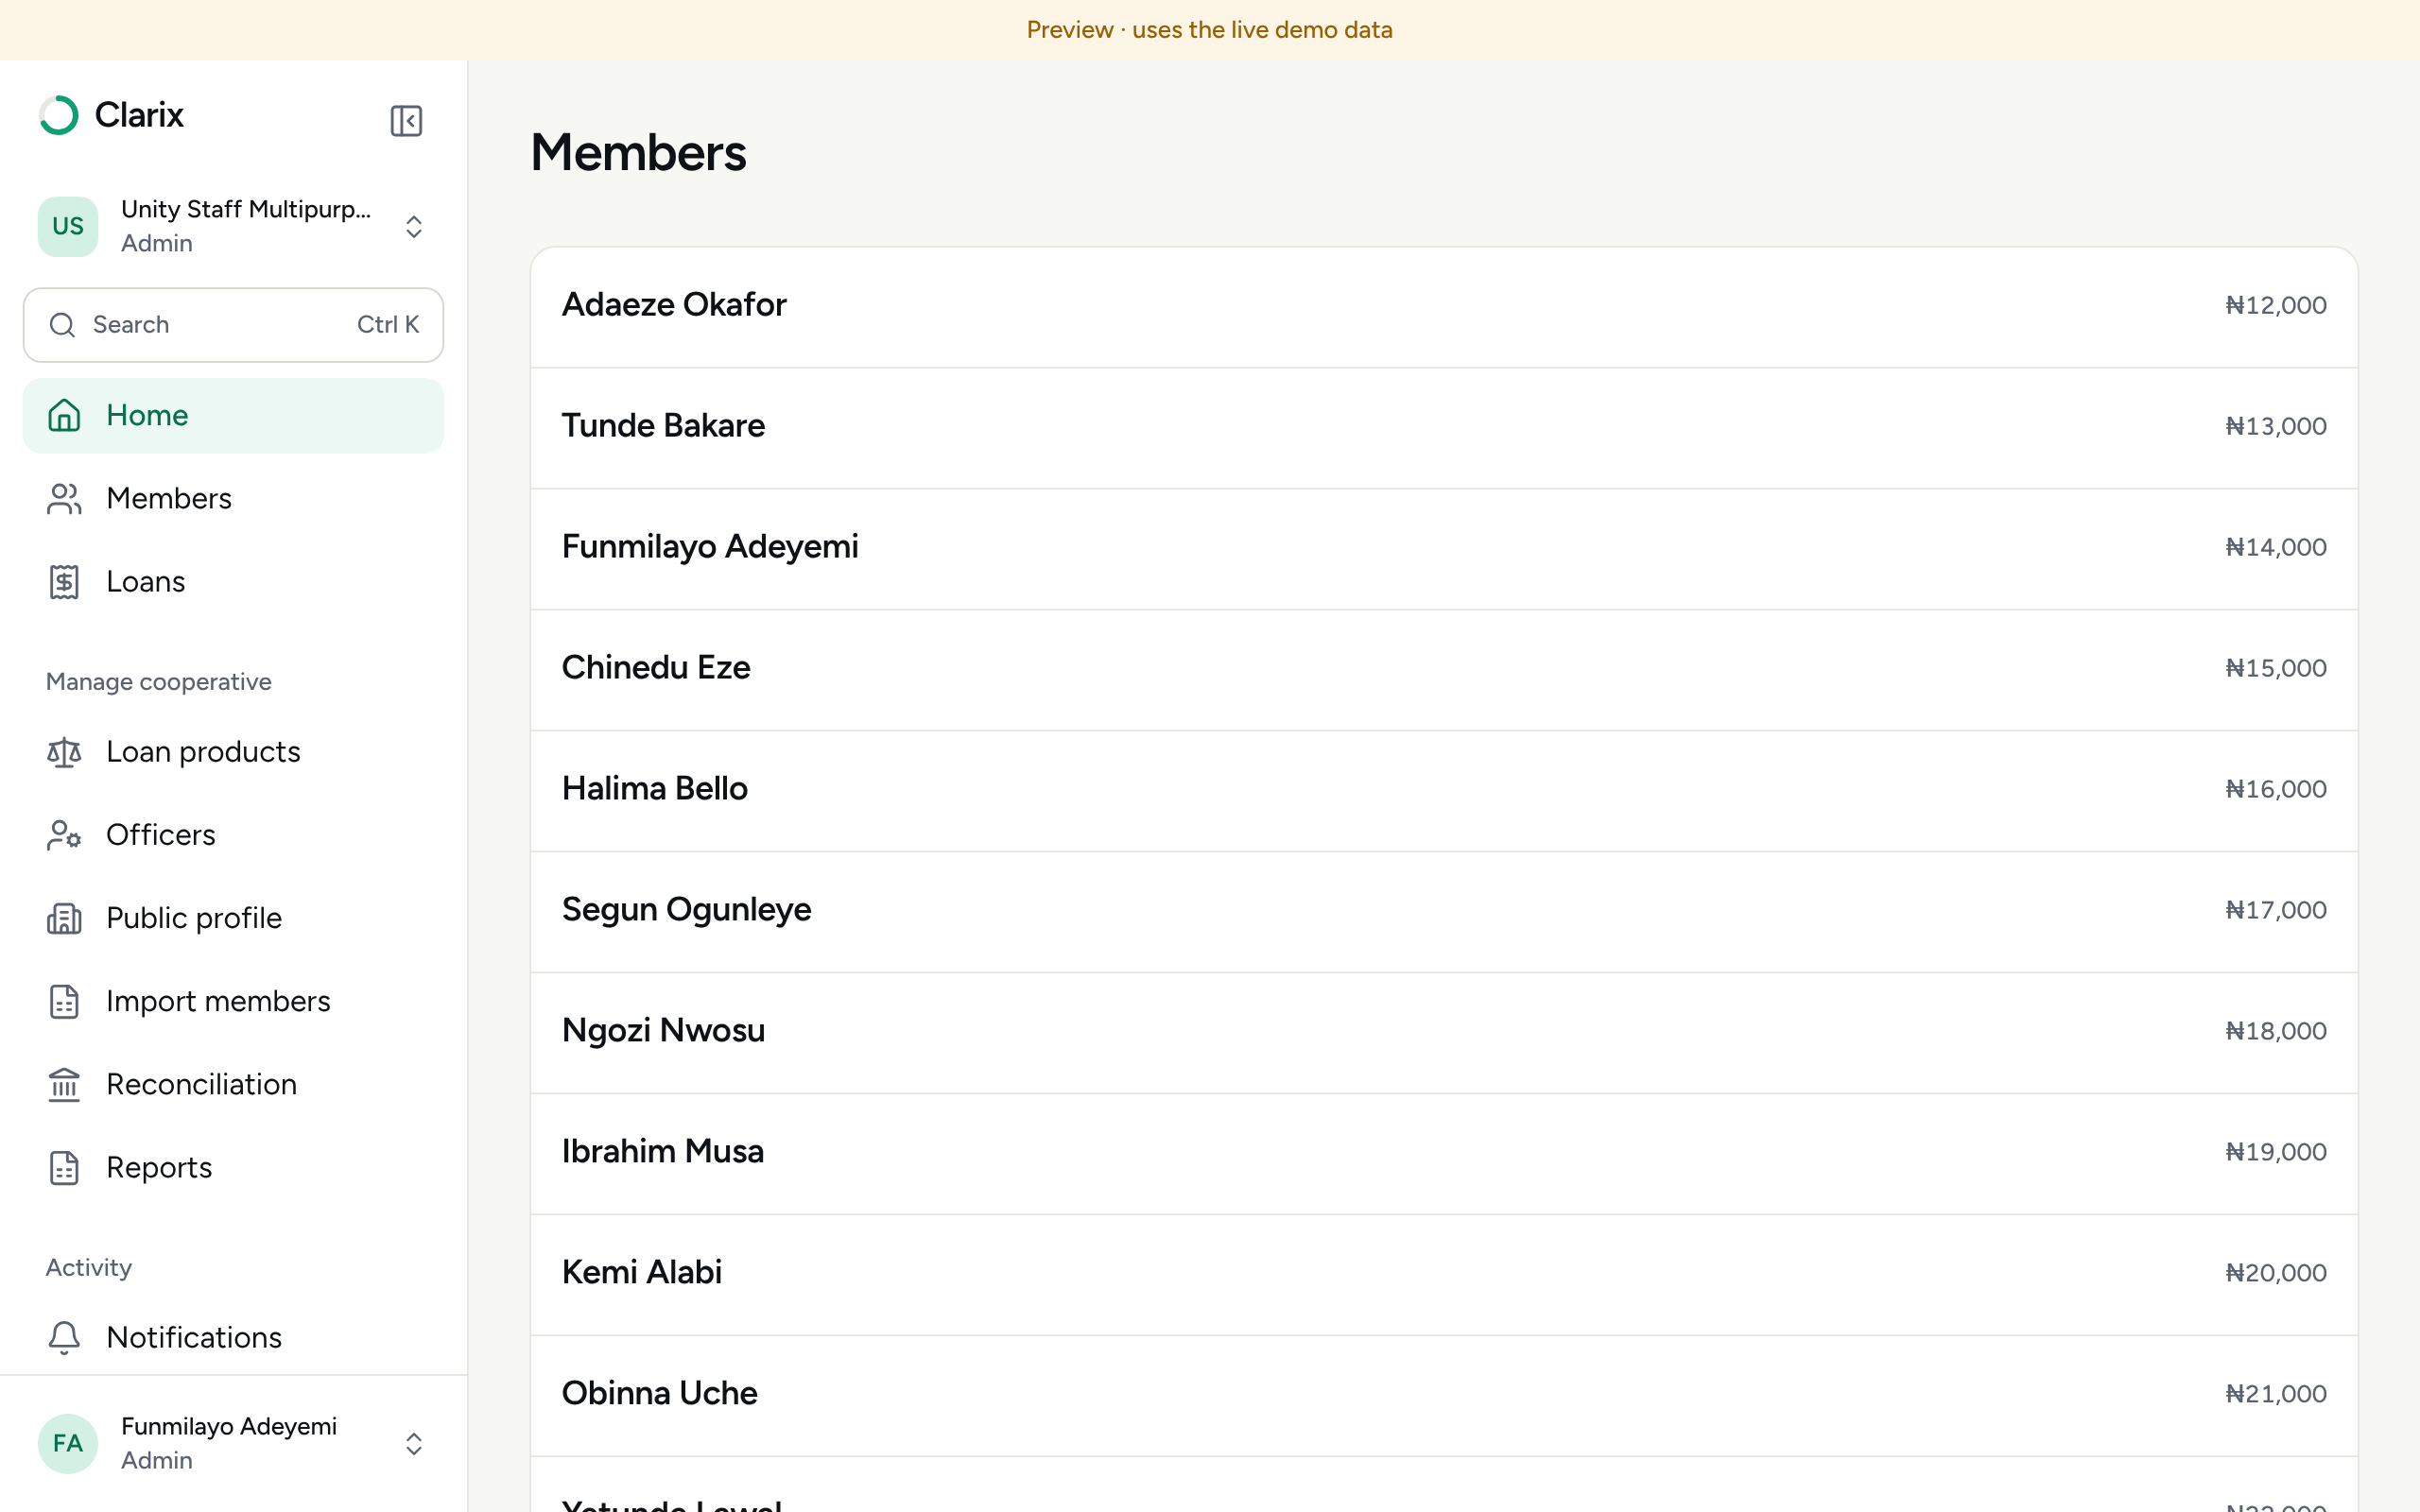 Preview · uses the live demo data
Clarix
US
Unity Staff Multipurp...
Admin
Search
Ctrl K
Home
Members
Loans
Manage cooperative
Loan products
Officers
Public profile
Import members
Reconciliation
Reports
Activity
Notifications
FA
Funmilayo Adeyemi
Admin
Members
Adaeze Okafor ₦12,000
Tunde Bakare ₦13,000
Funmilayo Adeyemi ₦14,000
Chinedu Eze ₦15,000
Halima Bello ₦16,000
Segun Ogunleye ₦17,000
Ngozi Nwosu ₦18,000
Ibrahim Musa ₦19,000
Kemi Alabi ₦20,000
Obinna Uche ₦21,000
Yetunde Lawal